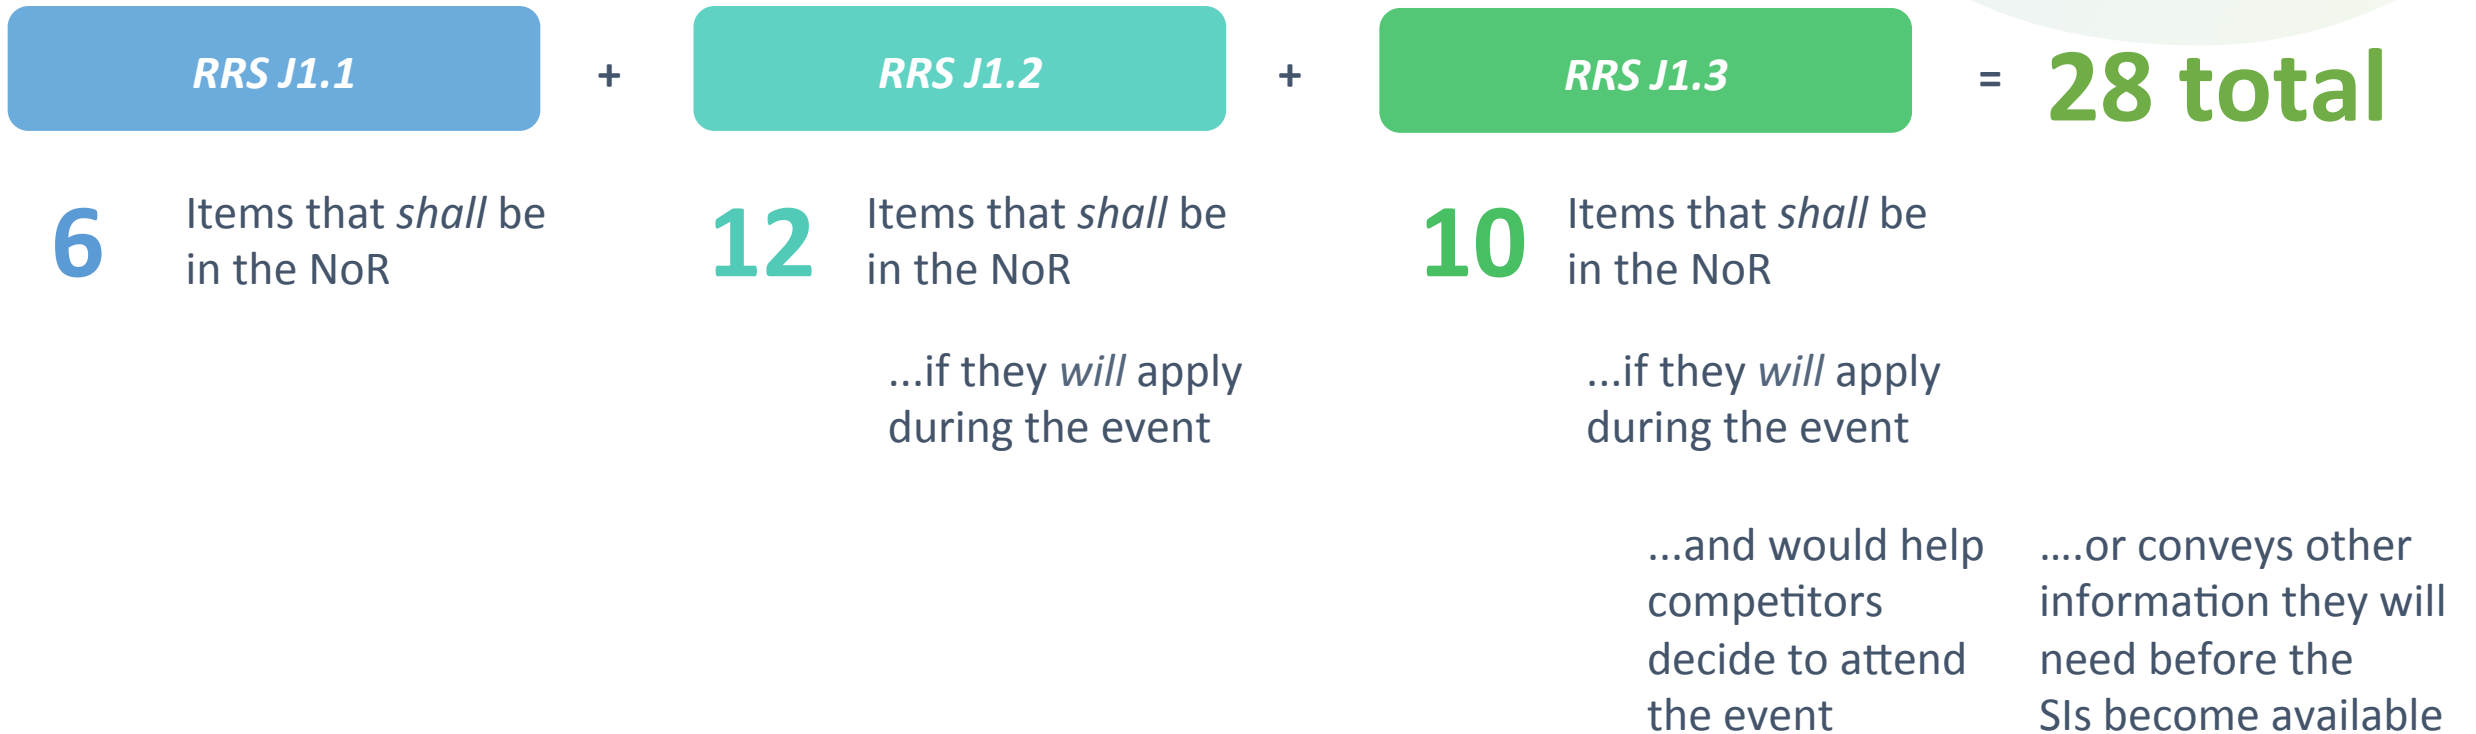 RRS J1.1 + RRS J1.2 + RRS J1.3 = 28 total
6
Items that shall be
in the NoR
12
Items that shall be
in the NoR
...if they will apply
during the event
10
Items that shall be
in the NoR
...if they will apply
during the event
...and would help
competitors
decide to attend
the event
....or conveys other
information they will
need before the
SIs become available